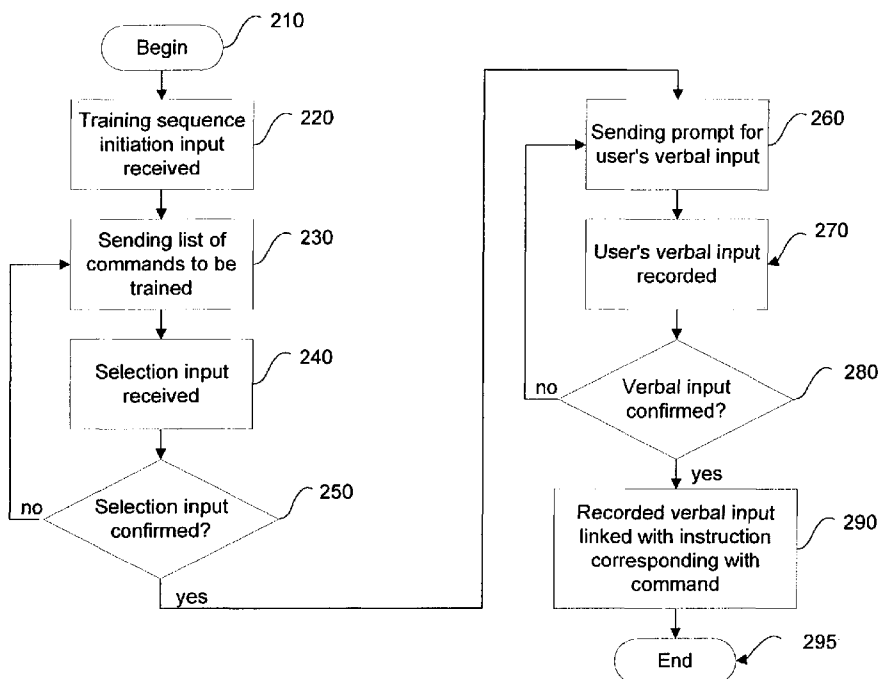 Begin
210
Training sequence
initiation input
received
220
Sending list of
commands to be
trained
230
Selection input
received
240
Selection input
confirmed?
250
no
yes
Sending prompt for
user's verbal input
260
User's verbal input
recorded
270
Verbal input
confirmed?
280
no
yes
Recorded verbal input
linked with instruction
corresponding with
command
290
End
295